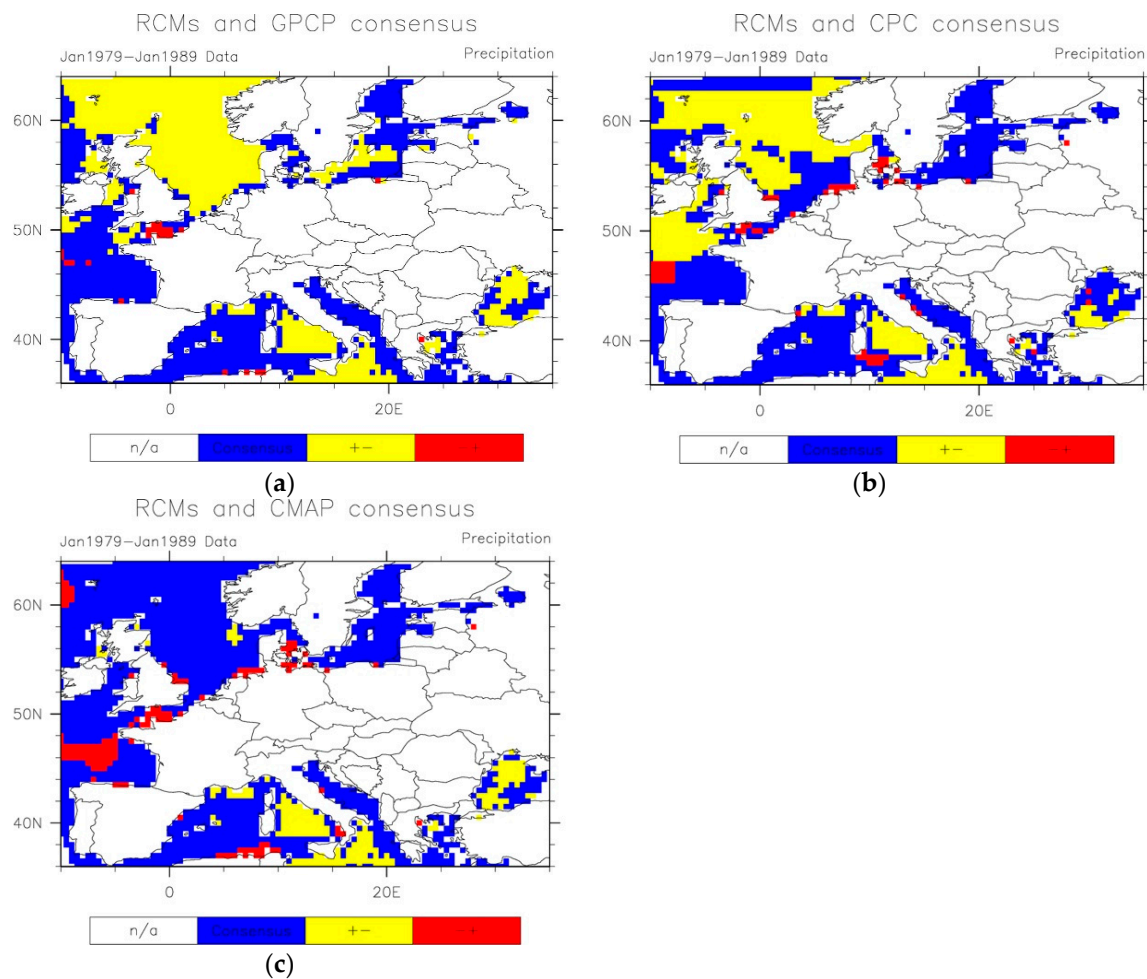 RCMs and GPCP consensus
Jan1979–Jan1989 Data Precipitation
60N
50N
40N
0 20E
n/a Consensus +− −+
(a)
RCMs and CPC consensus
Jan1979–Jan1989 Data Precipitation
60N
50N
40N
0 20E
n/a Consensus +− −+
(b)
RCMs and CMAP consensus
Jan1979–Jan1989 Data Precipitation
60N
50N
40N
0 20E
n/a Consensus +− −+
(c)